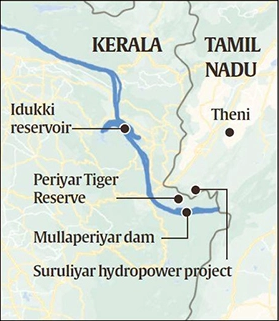 KERALA
TAMIL
NADU
Idukki
reservoir
Theni
Periyar Tiger
Reserve
Mullaperiyar dam
Suruliyar hydropower project